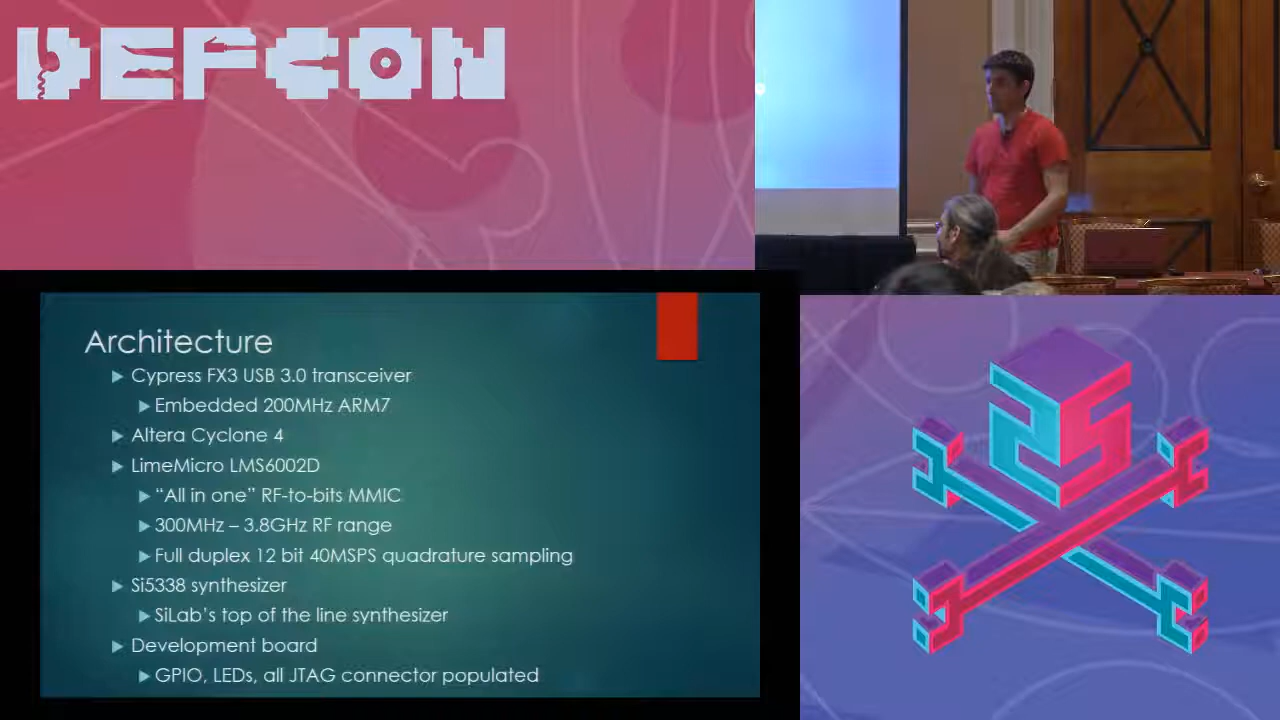 DEFCON
Architecture
Cypress FX3 USB 3.0 transceiver
Embedded 200MHz ARM7
Altera Cyclone 4
LimeMicro LMS6002D
“All in one” RF-to-bits MMIC
300MHz – 3.8GHz RF range
Full duplex 12 bit 40MSPS quadrature sampling
Si5338 synthesizer
SiLab’s top of the line synthesizer
Development board
GPIO, LEDs, all JTAG connector populated
25